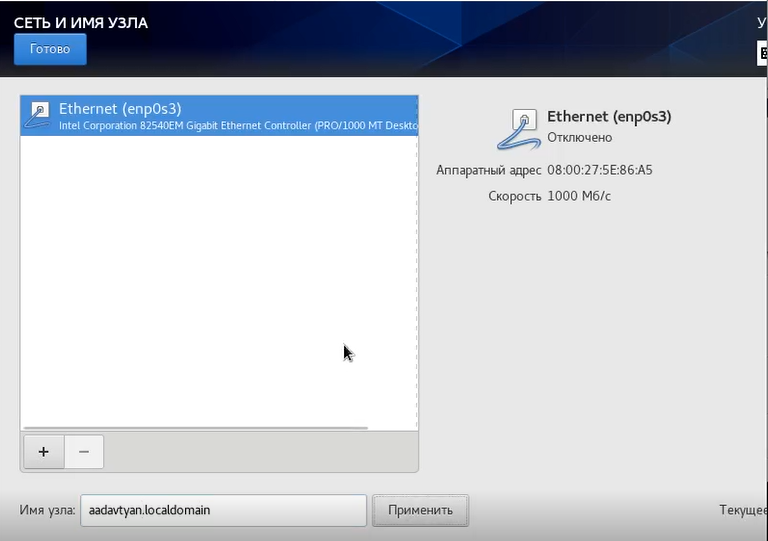 СЕТЬ И ИМЯ УЗЛА
Готово
Ethernet (enp0s3)
Intel Corporation 82540EM Gigabit Ethernet Controller (PRO/1000 MT Deskto
Ethernet (enp0s3)
Отключено
Аппаратный адрес 08:00:27:5E:86:A5
Скорость 1000 Мб/с
+
−
Имя узла: aadavtyan.localdomain
Применить
Текущее